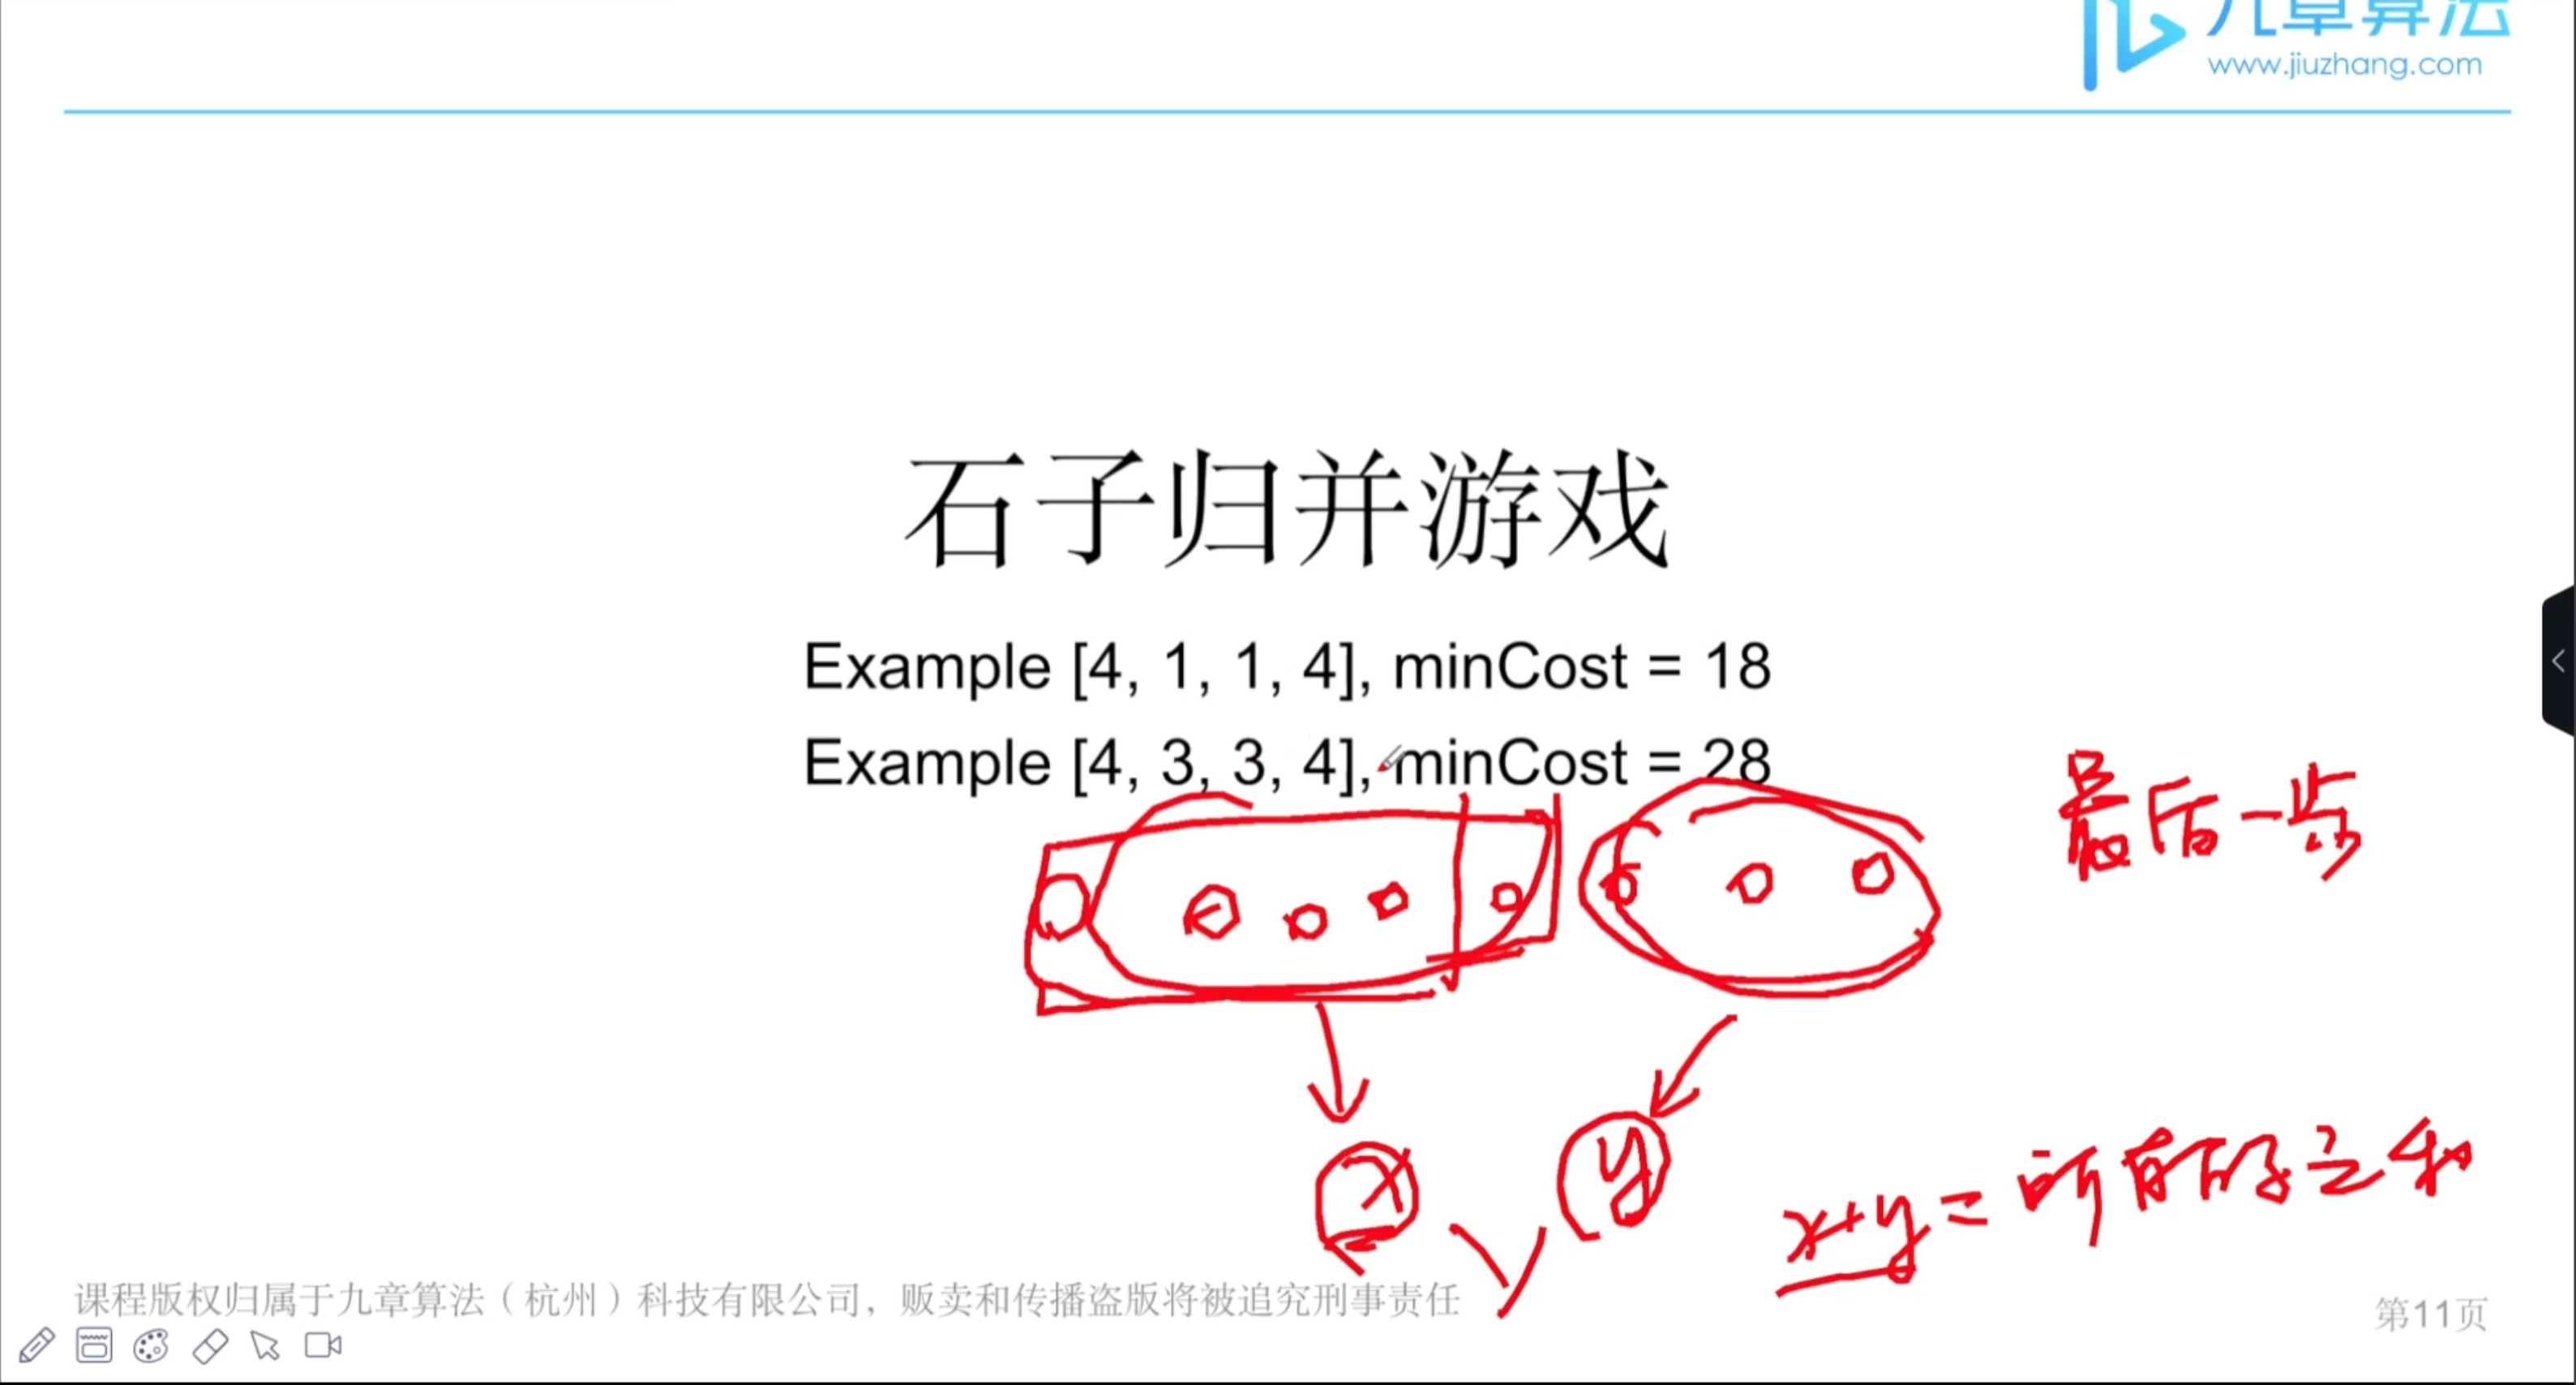 九章算法
www.jiuzhang.com
石子归并游戏
Example [4, 1, 1, 4], minCost = 18
Example [4, 3, 3, 4], minCost = 28
最后一步
x
y
x+y=所有石子之和
课程版权归属于九章算法（杭州）科技有限公司，贩卖和传播盗版将被追究刑事责任
第11页